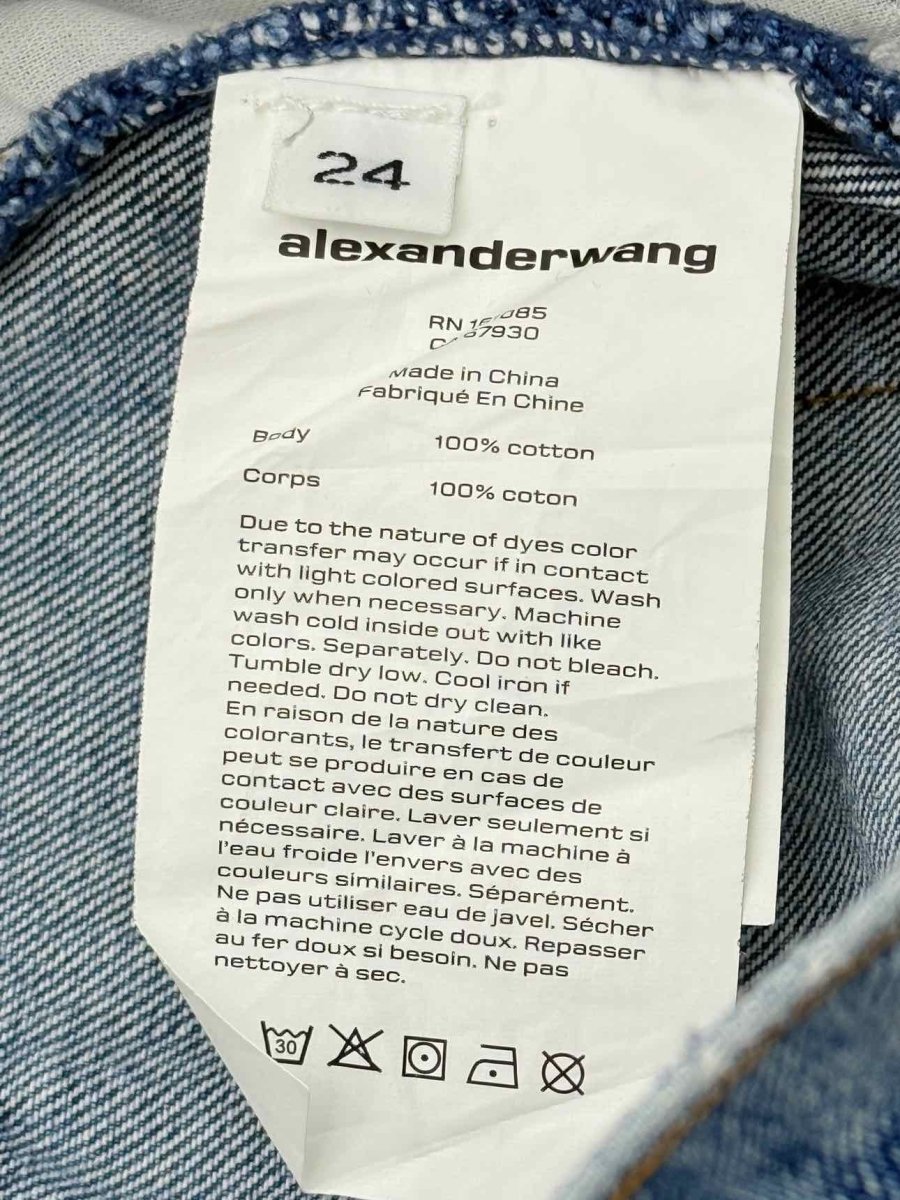 24
alexanderwang
RN
Made in China
Fabriqué En Chine
Body 100% cotton
Corps 100% coton
Due to the nature of dyes color
transfer may occur if in contact
with light colored surfaces. Wash
only when necessary. Machine
wash cold inside out with like
colors. Separately. Do not bleach.
Tumble dry low. Cool iron if
needed. Do not dry clean.
En raison de la nature des
colorants, le transfert de couleur
peut se produire en cas de
contact avec des surfaces de
couleur claire. Laver seulement si
nécessaire. Laver à la machine à
l'eau froide l'envers avec des
couleurs similaires. Séparément.
Ne pas utiliser eau de javel. Sécher
à la machine cycle doux. Repasser
au fer doux si besoin. Ne pas
nettoyer à sec.
30